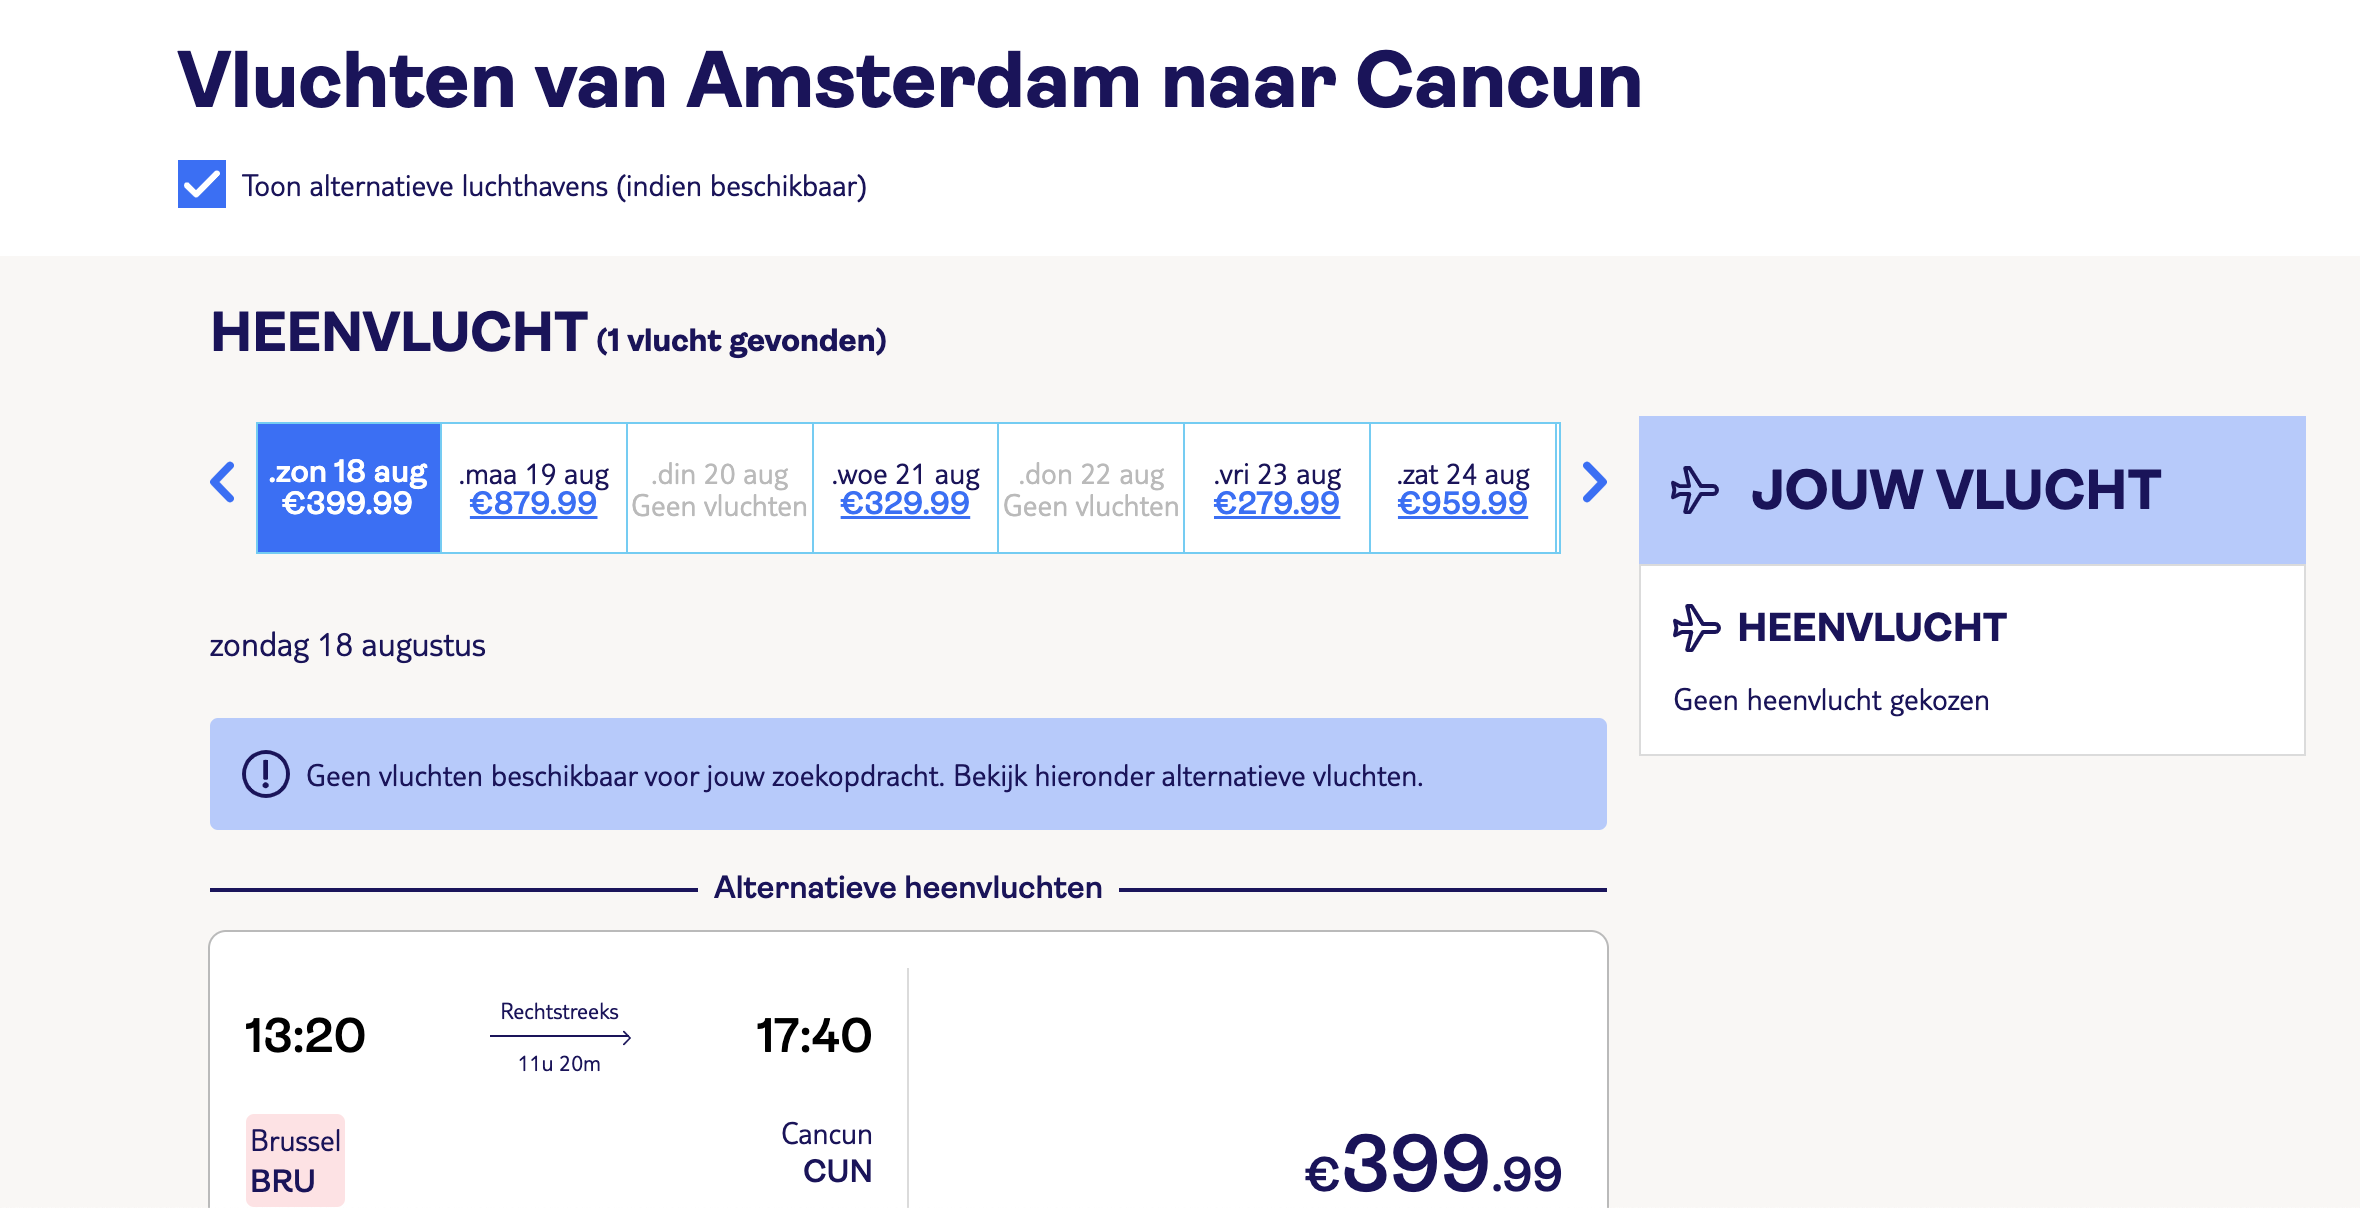 Vluchten van Amsterdam naar Cancun
Toon alternatieve luchthavens (indien beschikbaar)
HEENVLUCHT (1 vlucht gevonden)
.zon 18 aug
€399.99
.maa 19 aug
€879.99
.din 20 aug
Geen vluchten
.woe 21 aug
€329.99
.don 22 aug
Geen vluchten
.vri 23 aug
€279.99
.zat 24 aug
€959.99
JOUW VLUCHT
HEENVLUCHT
Geen heenvlucht gekozen
zondag 18 augustus
Geen vluchten beschikbaar voor jouw zoekopdracht. Bekijk hieronder alternatieve vluchten.
Alternatieve heenvluchten
13:20
Rechtstreeks
11u 20m
17:40
Brussel
BRU
Cancun
CUN
€399.99